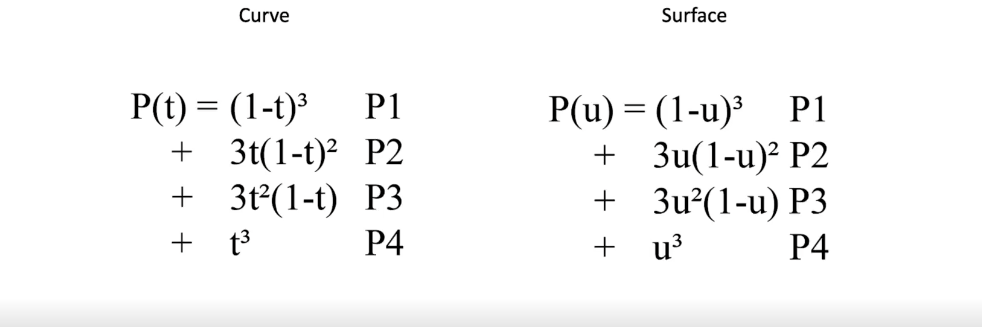 Curve
P(t) = (1-t)³ P1
+ 3t(1-t)² P2
+ 3t²(1-t) P3
+ t³ P4
Surface
P(u) = (1-u)³ P1
+ 3u(1-u)² P2
+ 3u²(1-u) P3
+ u³ P4